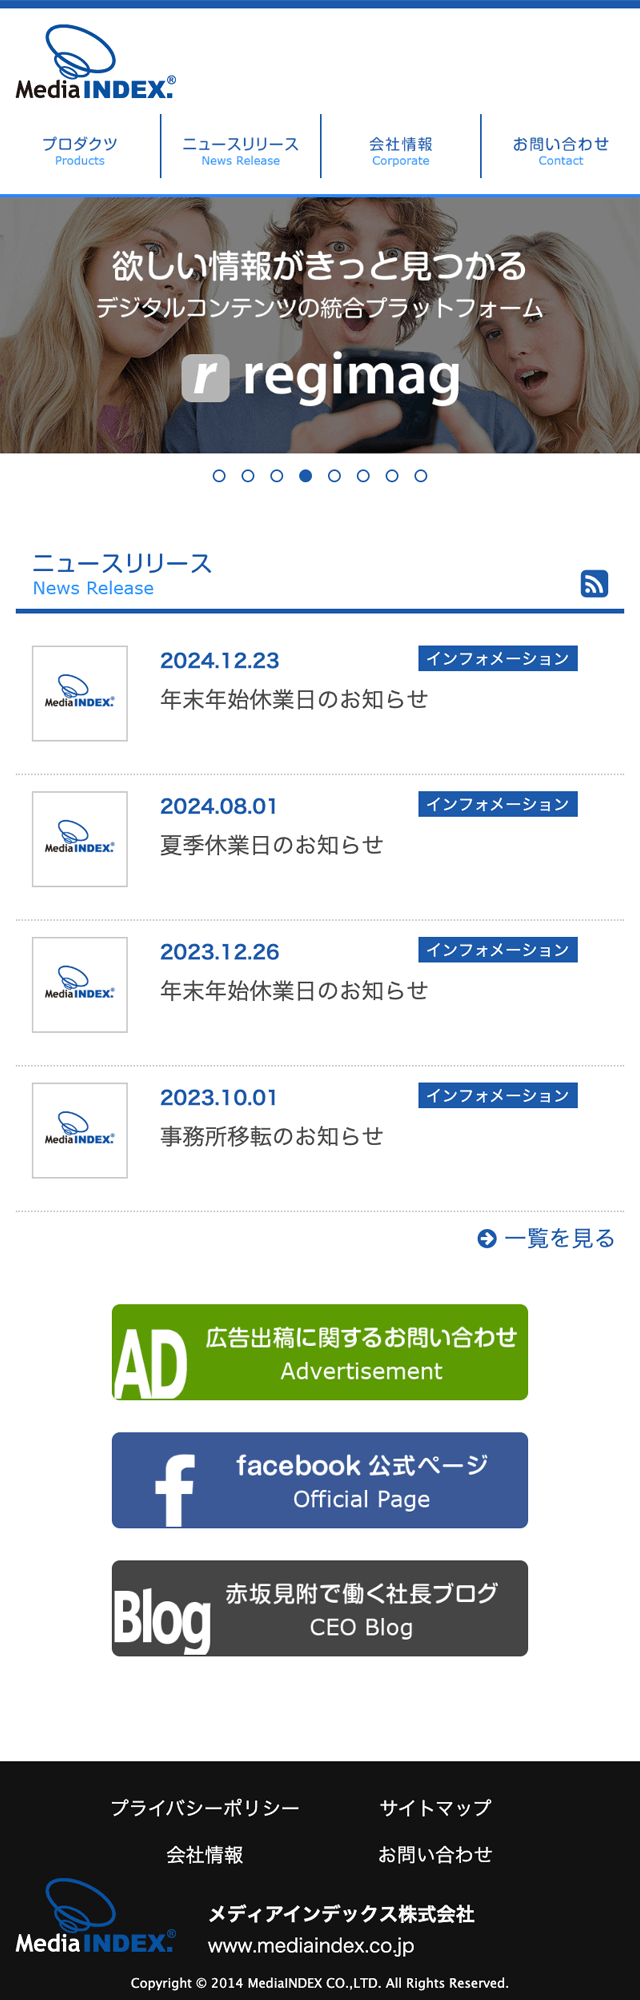 MediaINDEX.®
プロダクツ
Products
ニュースリリース
News Release
会社情報
Corporate
お問い合わせ
Contact
欲しい情報がきっと見つかる
デジタルコンテンツの統合プラットフォーム
r regimag
ニュースリリース
News Release
MediaINDEX.®
2024.12.23
インフォメーション
年末年始休業日のお知らせ
MediaINDEX.®
2024.08.01
インフォメーション
夏季休業日のお知らせ
MediaINDEX.®
2023.12.26
インフォメーション
年末年始休業日のお知らせ
MediaINDEX.®
2023.10.01
インフォメーション
事務所移転のお知らせ
一覧を見る
AD
広告出稿に関するお問い合わせ
Advertisement
f
facebook 公式ページ
Official Page
Blog
赤坂見附で働く社長ブログ
CEO Blog
プライバシーポリシー
サイトマップ
会社情報
お問い合わせ
MediaINDEX.®
メディアインデックス株式会社
www.mediaindex.co.jp
Copyright © 2014 MediaINDEX CO.,LTD. All Rights Reserved.